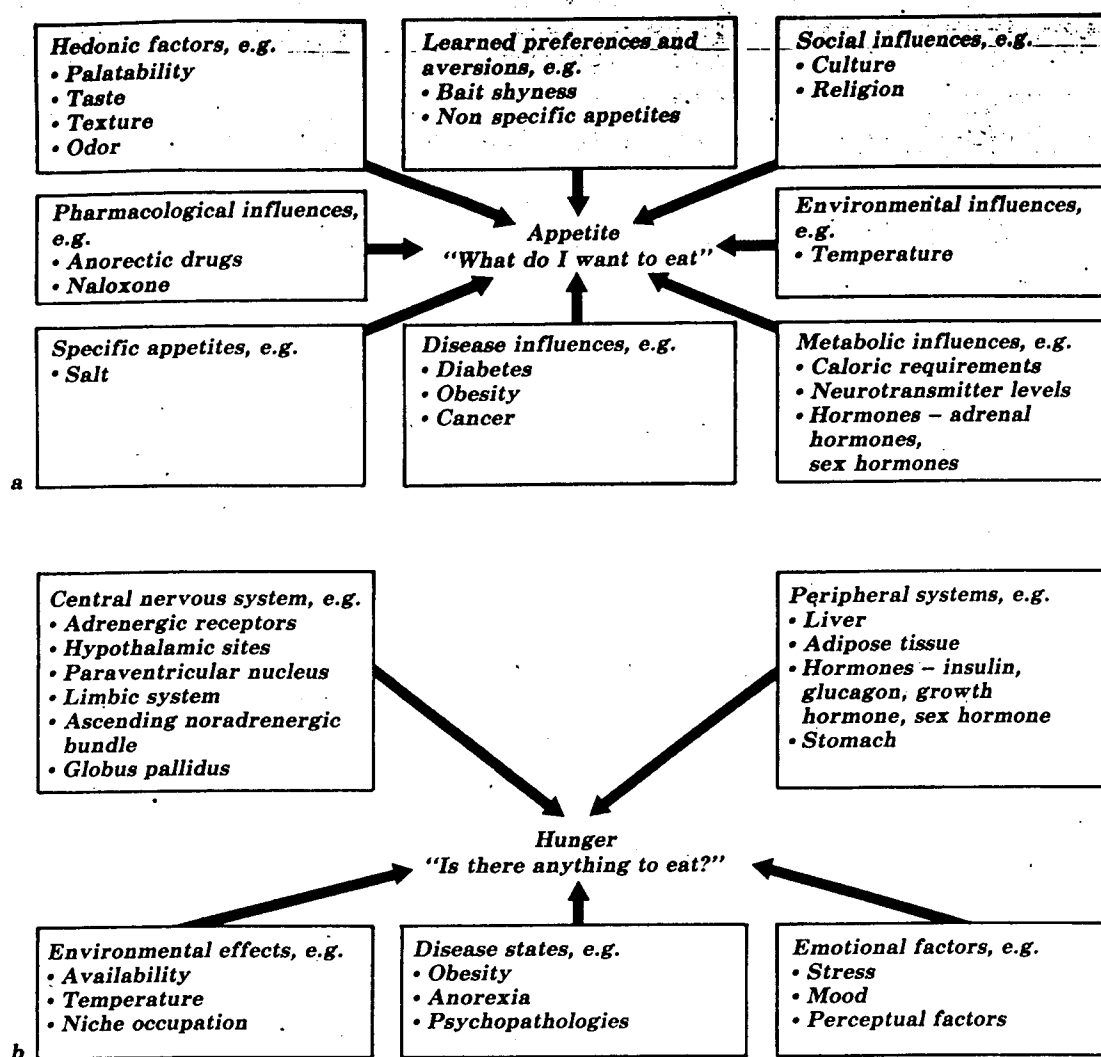 Hedonic factors, e.g.
• Palatability
• Taste
• Texture
• Odor
Learned preferences and
aversions, e.g.
• Bait shyness
• Non specific appetites
Social influences, e.g.
• Culture
• Religion
Pharmacological influences,
e.g.
• Anorectic drugs
• Naloxone
Appetite
"What do I want to eat"
Environmental influences,
e.g.
• Temperature
Specific appetites, e.g.
• Salt
Disease influences, e.g.
• Diabetes
• Obesity
• Cancer
Metabolic influences, e.g.
• Caloric requirements
• Neurotransmitter levels
• Hormones – adrenal
hormones,
sex hormones
a
Central nervous system, e.g.
• Adrenergic receptors
• Hypothalamic sites
• Paraventricular nucleus
• Limbic system
• Ascending noradrenergic
bundle
• Globus pallidus
Peripheral systems, e.g.
• Liver
• Adipose tissue
• Hormones – insulin,
glucagon, growth
hormone, sex hormone
• Stomach
Hunger
"Is there anything to eat?"
Environmental effects, e.g.
• Availability
• Temperature
• Niche occupation
Disease states, e.g.
• Obesity
• Anorexia
• Psychopathologies
Emotional factors, e.g.
• Stress
• Mood
• Perceptual factors
b